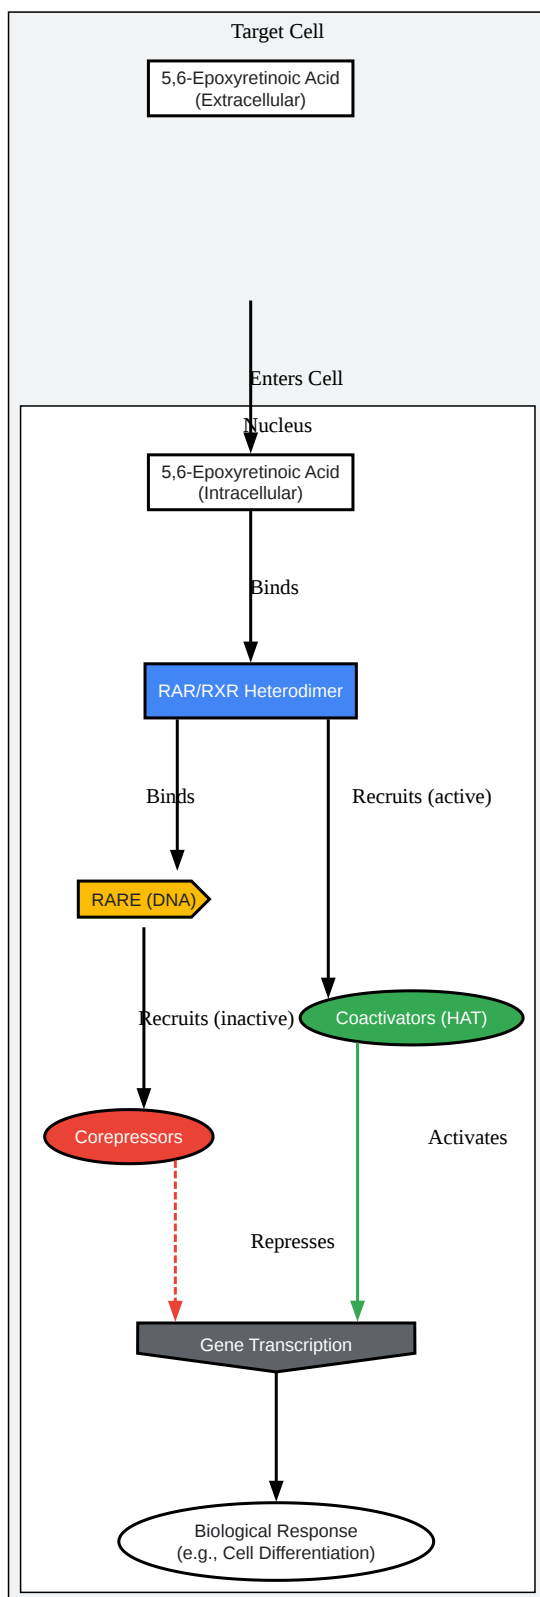 Target Cell
5,6-Epoxyretinoic Acid
(Extracellular)
Enters Cell
Nucleus
5,6-Epoxyretinoic Acid
(Intracellular)
Binds
RAR/RXR Heterodimer
Binds
Recruits (active)
RARE (DNA)
Recruits (inactive)
Coactivators (HAT)
Corepressors
Activates
Represses
Gene Transcription
Biological Response
(e.g., Cell Differentiation)